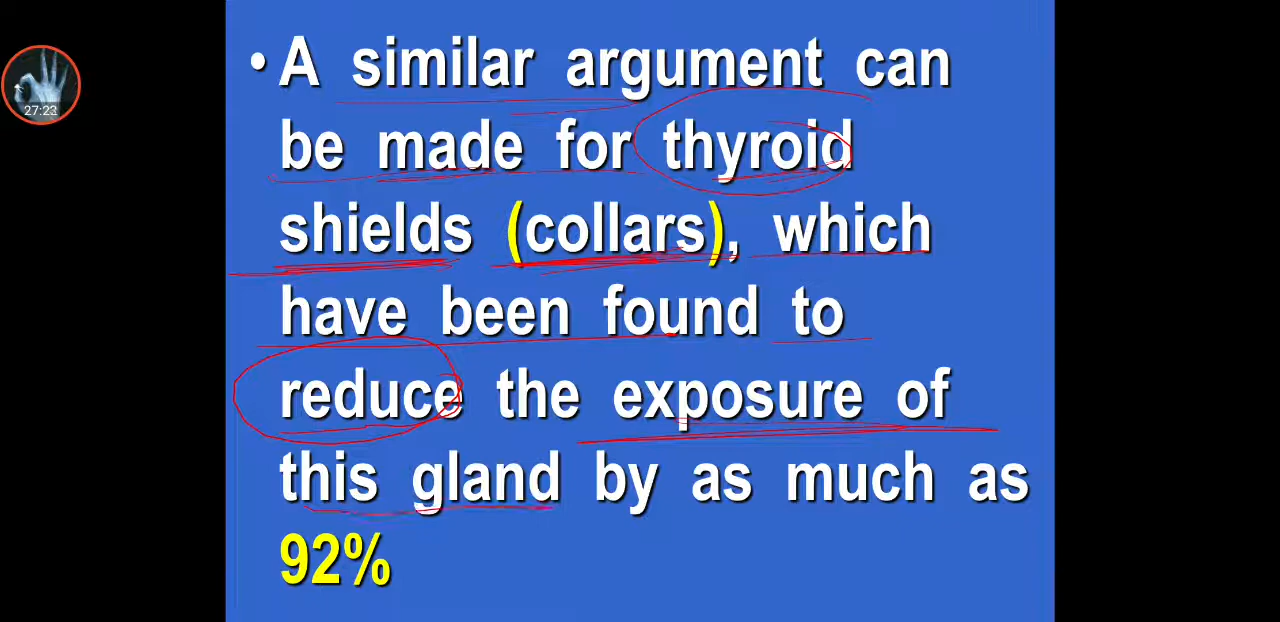 • A similar argument can
be made for thyroid
shields (collars), which
have been found to
reduce the exposure of
this gland by as much as
92%
27:23